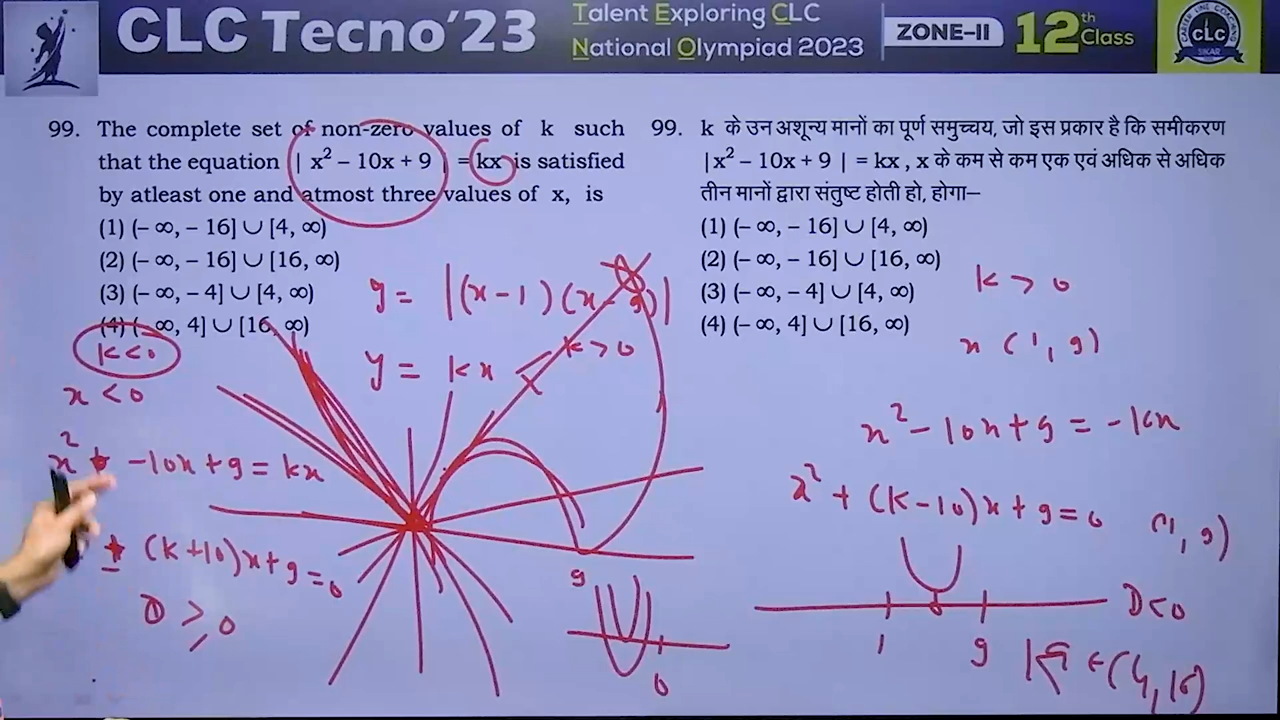 CLC Tecno'23
Talent Exploring CLC
National Olympiad 2023
ZONE–II
12th Class
CLC
SIKAR
99. The complete set of non-zero values of k such
that the equation | x² – 10x + 9 | = kx is satisfied
by atleast one and atmost three values of x, is
(1) (– ∞, – 16] ∪ [4, ∞)
(2) (– ∞, – 16] ∪ [16, ∞)
(3) (– ∞, – 4] ∪ [4, ∞)
(4) (– ∞, 4] ∪ [16, ∞)
99. k के उन अशून्य मानों का पूर्ण समुच्चय, जो इस प्रकार है कि समीकरण
|x² – 10x + 9 | = kx , x के कम से कम एक एवं अधिक से अधिक
तीन मानों द्वारा संतुष्ट होती हो, होगा–
(1) (– ∞, – 16] ∪ [4, ∞)
(2) (– ∞, – 16] ∪ [16, ∞)
(3) (– ∞, – 4] ∪ [4, ∞)
(4) (– ∞, 4] ∪ [16, ∞)
y = |(x-1)(x-9)|
y = kx
k > 0
k < 0
x < 0
x² -10x+9 = kx
(k+10)x+9=0
D ≥ 0
9
0
k > 0
x (1, 9)
x² -10x+9 = -kx
x² + (k-10)x+9=0
(1, 9)
D<0
1
9
k ∈ (4, 16)